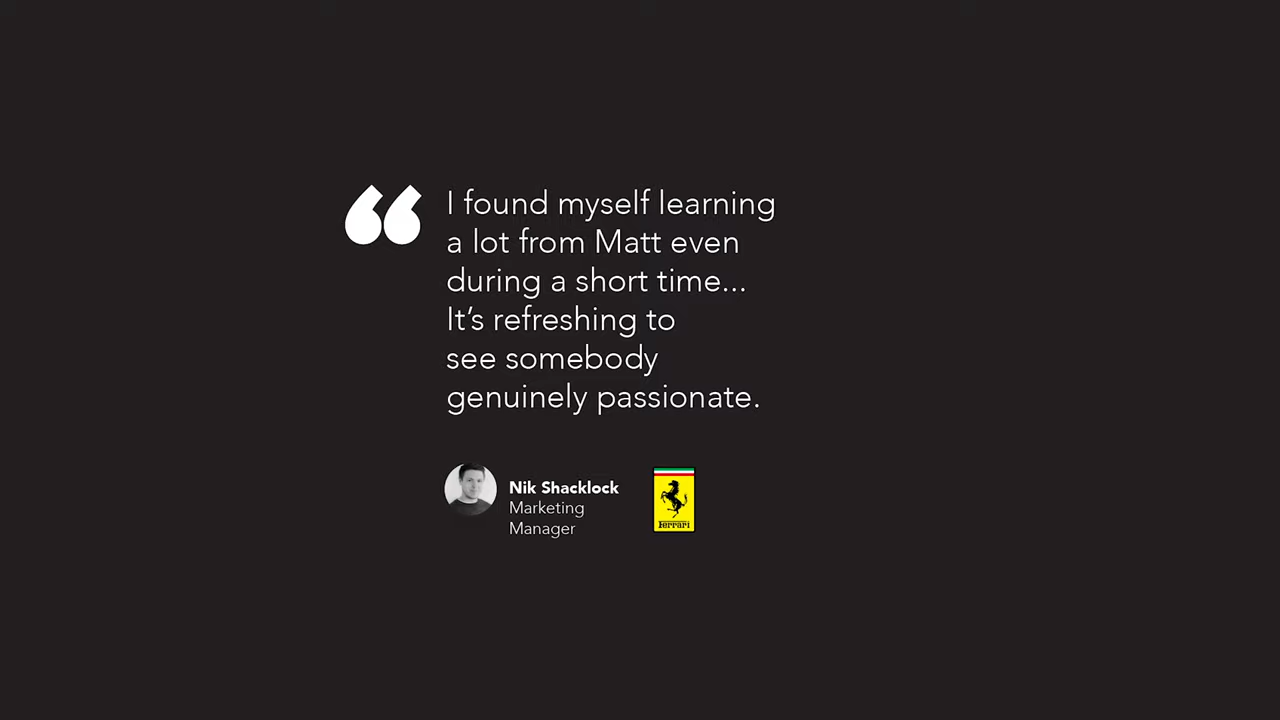 “
I found myself learning
a lot from Matt even
during a short time...
It’s refreshing to
see somebody
genuinely passionate.
Nik Shacklock
Marketing
Manager
Ferrari